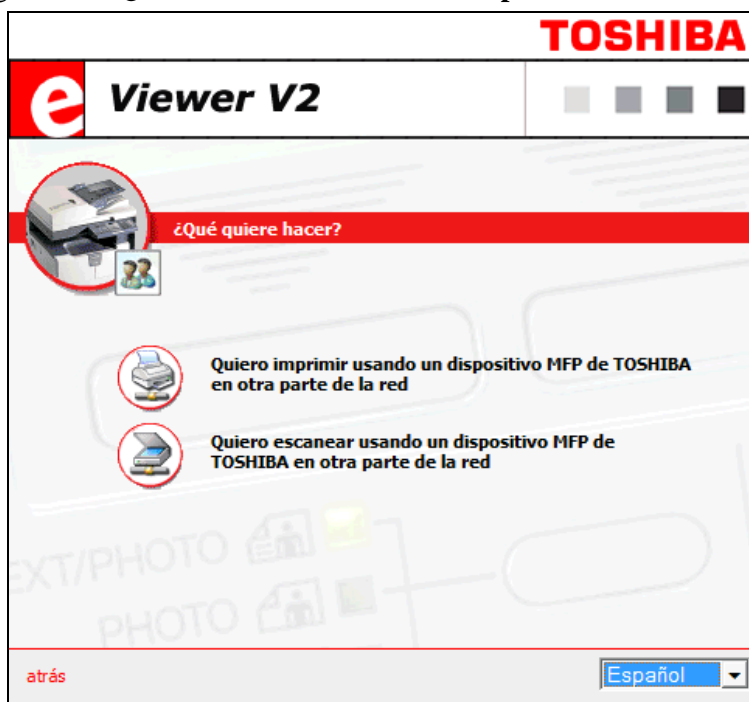 TOSHIBA
e Viewer V2
¿Qué quiere hacer?
Quiero imprimir usando un dispositivo MFP de TOSHIBA
en otra parte de la red
Quiero escanear usando un dispositivo MFP de
TOSHIBA en otra parte de la red
EXT/PHOTO
PHOTO
atrás
Español